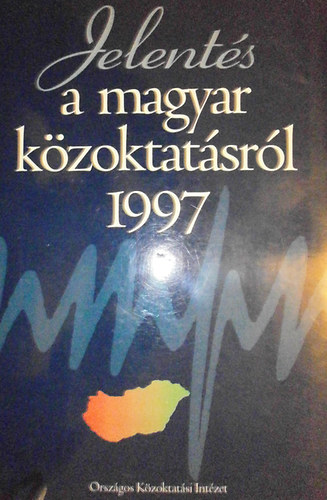 Jelentés
a magyar
közoktatásról
1997
Országos Közoktatási Intézet